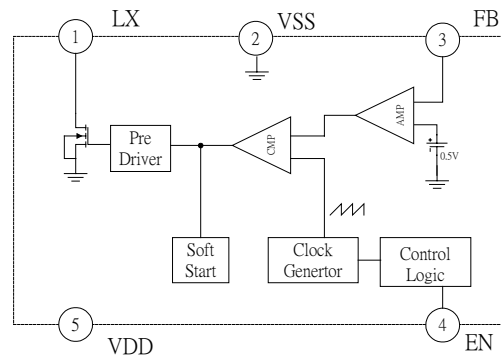 1 LX
2 VSS
3 FB
AMP
0.5V
CMP
Pre
Driver
Soft
Start
Clock
Genertor
Control
Logic
5 VDD
4 EN